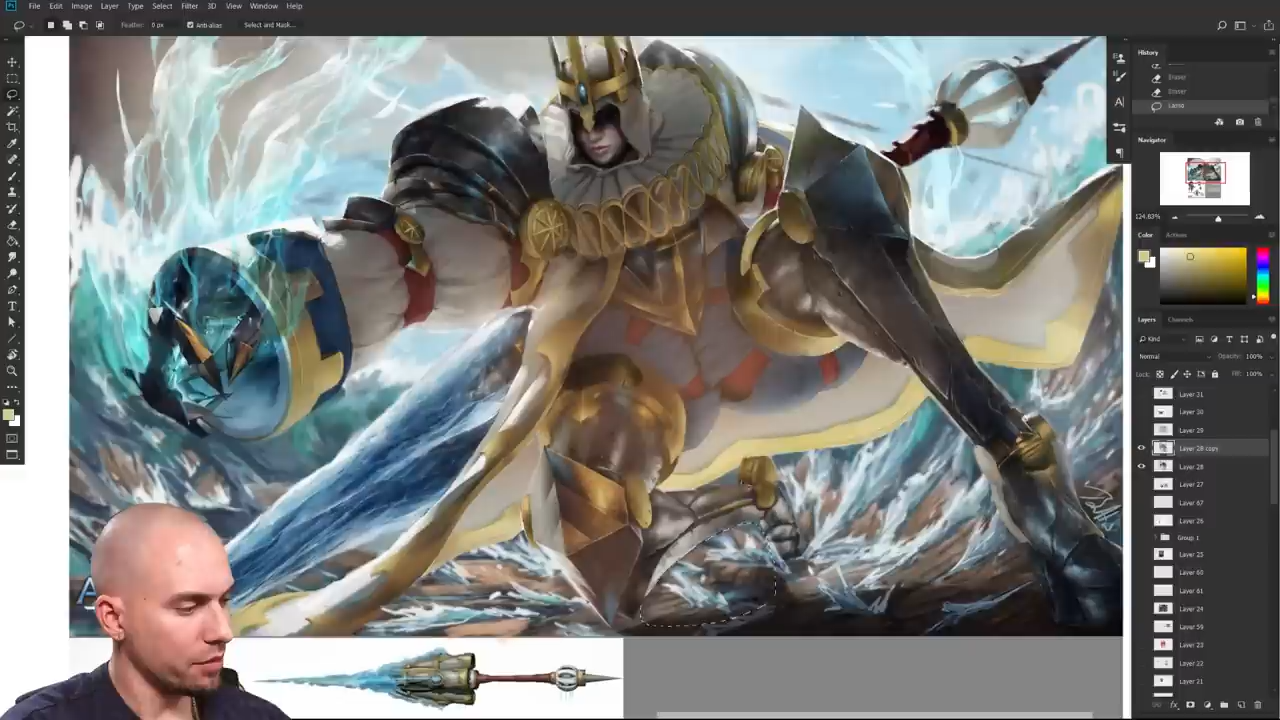 Ps File Edit Image Layer Type Select Filter 3D View Window Help
Feather: 0 px Anti-alias Select and Mask...
History
Eraser
Eraser
Lasso
Navigator
124.83%
Color Actions
Layers Channels
Kind
Normal Opacity: 100%
Lock: Fill: 100%
Layer 31
Layer 30
Layer 29
Layer 28 copy
Layer 28
Layer 27
Layer 67
Layer 26
Group 1
Layer 25
Layer 60
Layer 61
Layer 24
Layer 59
Layer 23
Layer 22
Layer 21